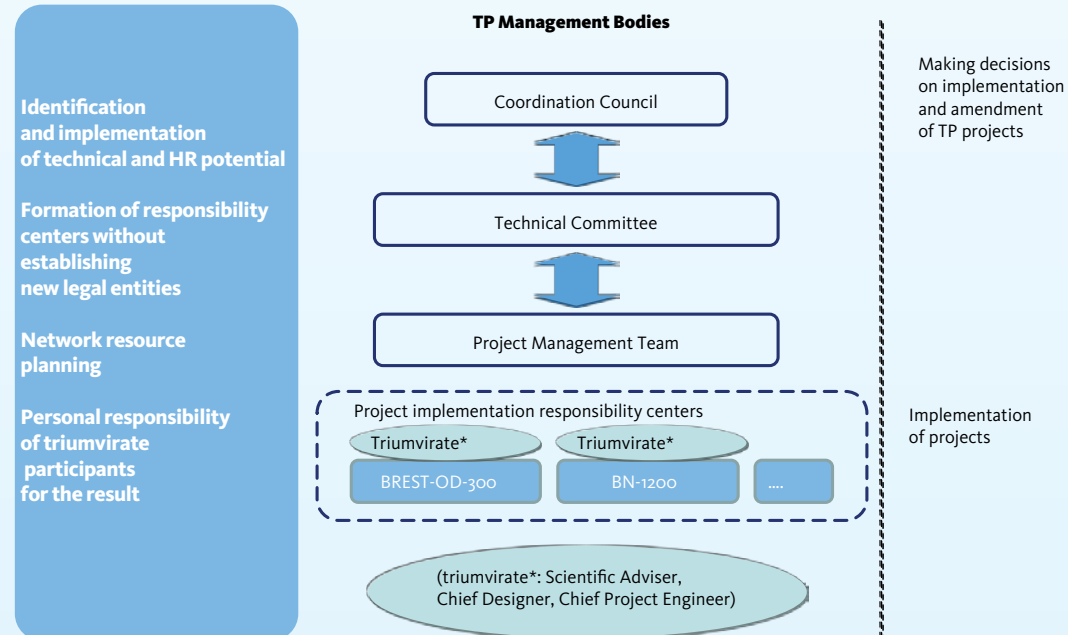 Identification
and implementation
of technical and HR potential
Formation of responsibility
centers without
establishing
new legal entities
Network resource
planning
Personal responsibility
of triumvirate
participants
for the result
TP Management Bodies
Coordination Council
Technical Committee
Project Management Team
Project implementation responsibility centers
Triumvirate*
Triumvirate*
BREST-OD-300
BN-1200
....
(triumvirate*: Scientific Adviser,
Chief Designer, Chief Project Engineer)
Making decisions
on implementation
and amendment
of TP projects
Implementation
of projects